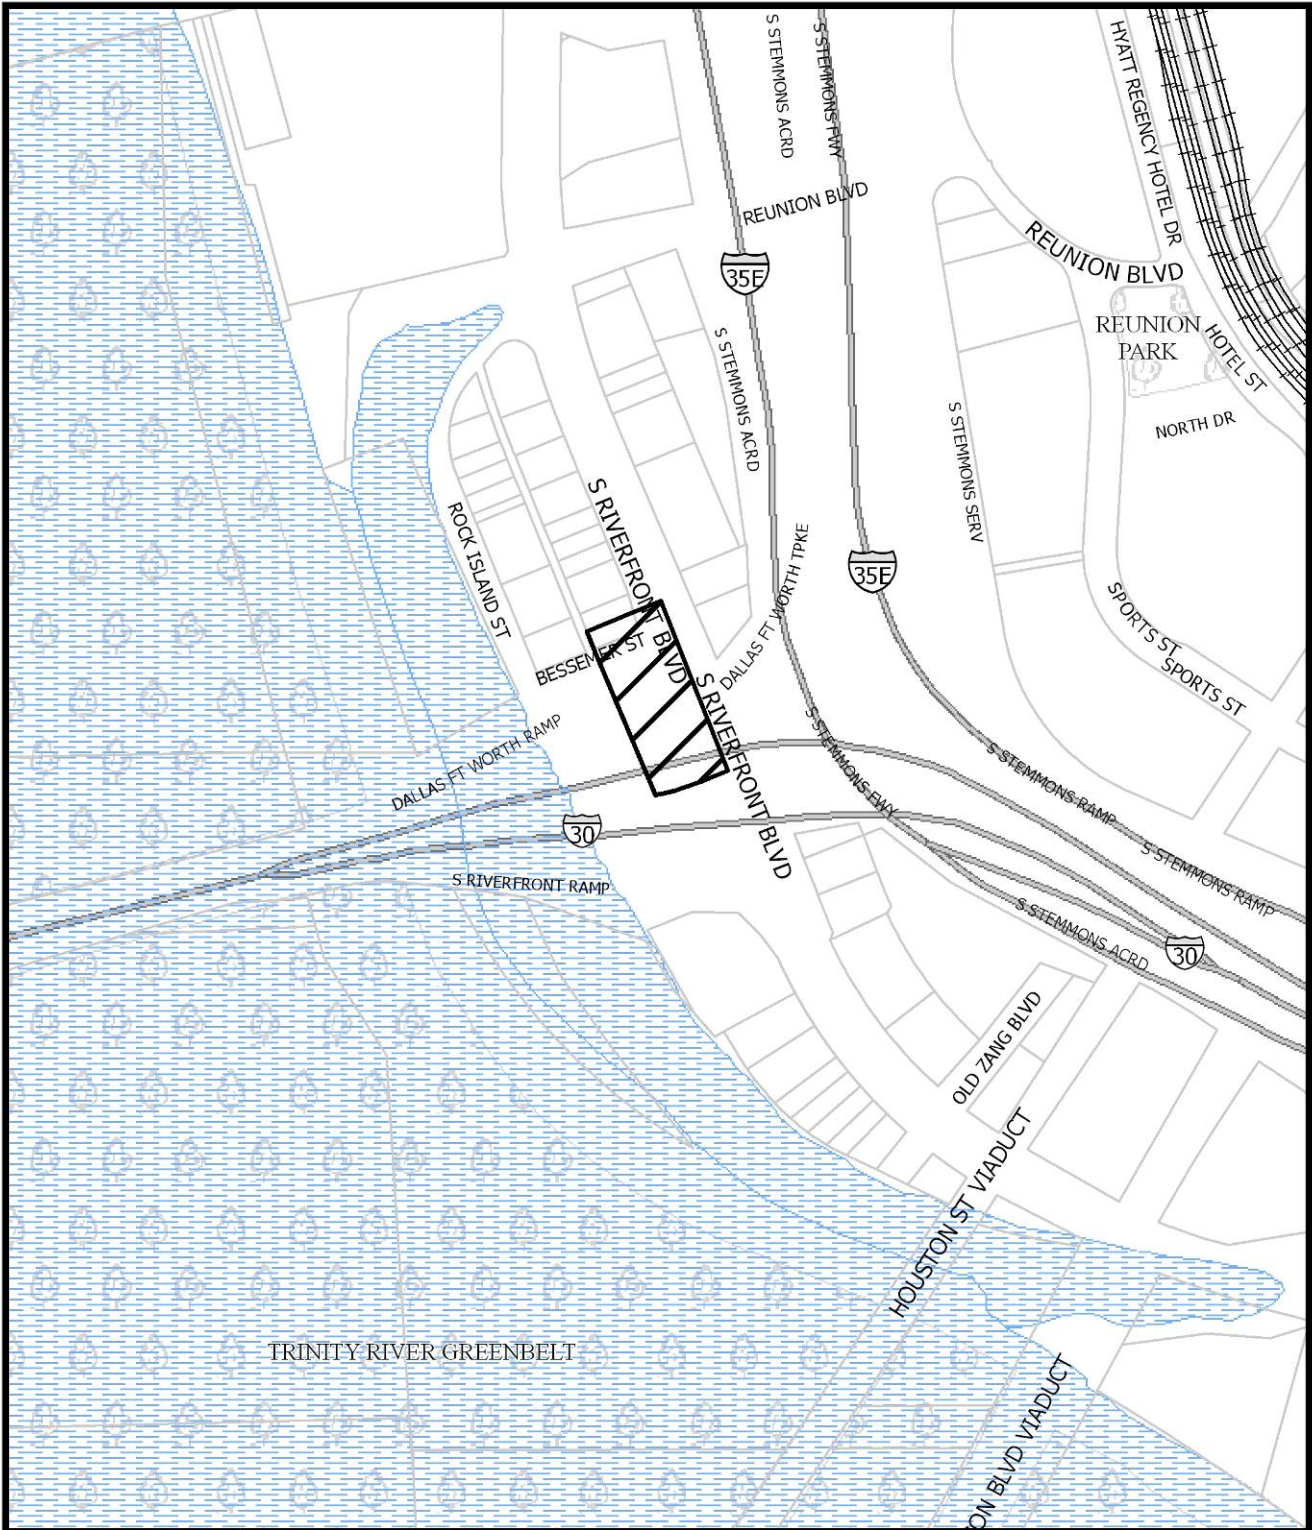 S STEMMONS ACRD
S STEMMONS FWY
HYATT REGENCY HOTEL DR
REUNION BLVD
REUNION BLVD
35E
REUNION
PARK
HOTEL ST
S STEMMONS ACRD
NORTH DR
S STEMMONS SERV
S RIVERFRONT BLVD
ROCK ISLAND ST
DALLAS FT WORTH TPKE
35E
SPORTS ST
SPORTS ST
BESSEMER ST
S RIVERFRONT BLVD
DALLAS FT WORTH RAMP
S STEMMONS FWY
S STEMMONS RAMP
30
S STEMMONS RAMP
S RIVERFRONT RAMP
S STEMMONS ACRD
30
OLD ZANG BLVD
HOUSTON ST VIADUCT
TRINITY RIVER GREENBELT
ON BLVD VIADUCT